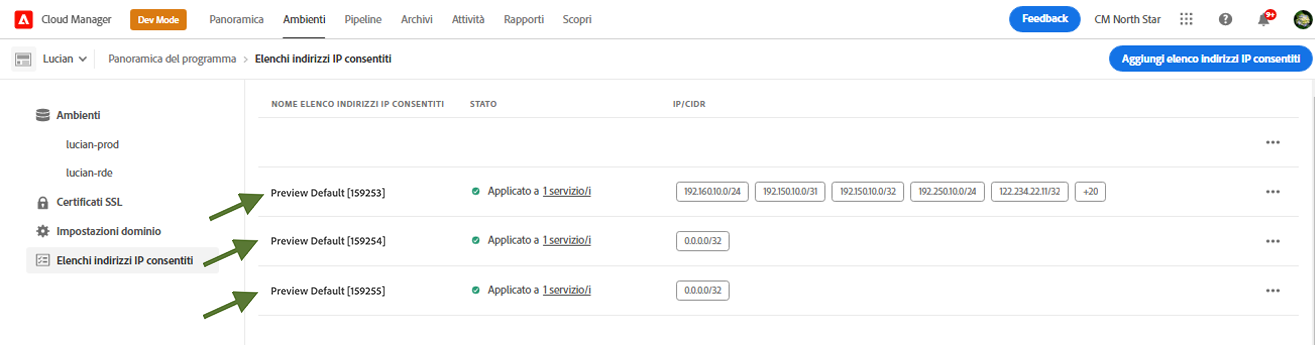 Cloud Manager Dev Mode Panoramica Ambienti Pipeline Archivi Attività Rapporti Scopri Feedback CM North Star 9+
Lucian Panoramica del programma > Elenchi indirizzi IP consentiti Aggiungi elenco indirizzi IP consentiti
NOME ELENCO INDIRIZZI IP CONSENTITI STATO IP/CIDR
Ambienti
lucian-prod
lucian-rde
Certificati SSL
Impostazioni dominio
Elenchi indirizzi IP consentiti
Preview Default [159253] Applicato a 1 servizio/i 192.160.10.0/24 192.150.10.0/31 192.150.10.0/32 192.250.10.0/24 122.234.22.11/32 +20
Preview Default [159254] Applicato a 1 servizio/i 0.0.0.0/32
Preview Default [159255] Applicato a 1 servizio/i 0.0.0.0/32